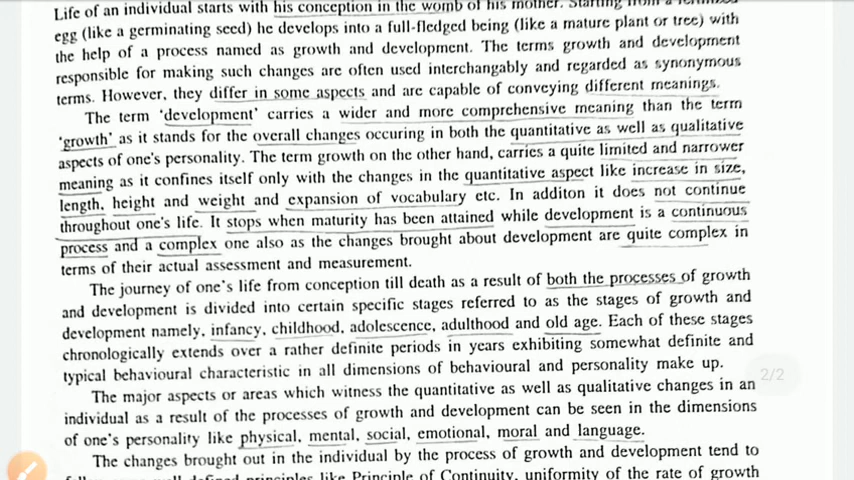 Life of an individual starts with his conception in the womb of his mother. Starting from a
egg (like a germinating seed) he develops into a full-fledged being (like a mature plant or tree) with
the help of a process named as growth and development. The terms growth and development
responsible for making such changes are often used interchangably and regarded as synonymous
terms. However, they differ in some aspects and are capable of conveying different meanings.
The term ‘development’ carries a wider and more comprehensive meaning than the term
‘growth’ as it stands for the overall changes occuring in both the quantitative as well as qualitative
aspects of one's personality. The term growth on the other hand, carries a quite limited and narrower
meaning as it confines itself only with the changes in the quantitative aspect like increase in size,
length, height and weight and expansion of vocabulary etc. In additon it does not continue
throughout one's life. It stops when maturity has been attained while development is a continuous
process and a complex one also as the changes brought about development are quite complex in
terms of their actual assessment and measurement.
The journey of one's life from conception till death as a result of both the processes of growth
and development is divided into certain specific stages referred to as the stages of growth and
development namely, infancy, childhood, adolescence, adulthood and old age. Each of these stages
chronologically extends over a rather definite periods in years exhibiting somewhat definite and
typical behavioural characteristic in all dimensions of behavioural and personality make up.
2/2
The major aspects or areas which witness the quantitative as well as qualitative changes in an
individual as a result of the processes of growth and development can be seen in the dimensions
of one's personality like physical, mental, social, emotional, moral and language.
The changes brought out in the individual by the process of growth and development tend to
principles like Principle of Continuity, uniformity of the rate of growth